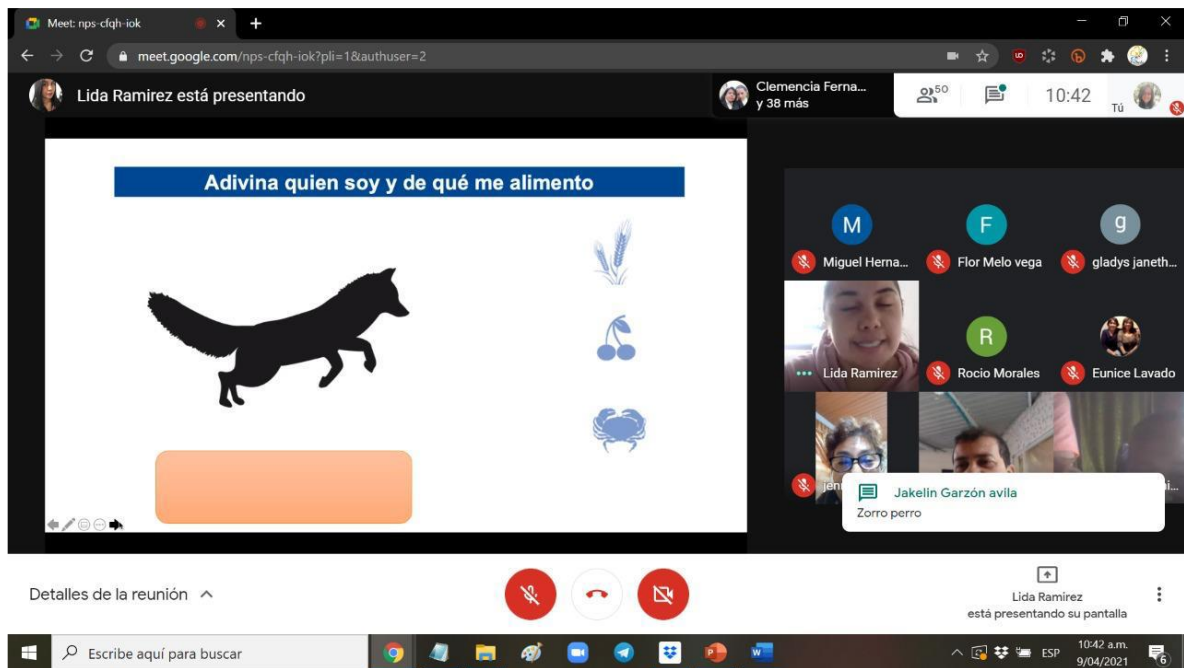 Meet: nps-cfqh-iok
meet.google.com/nps-cfqh-iok?pli=1&authuser=2
Lida Ramirez está presentando
Clemencia Ferna...
y 38 más
50
10:42
Tú
Adivina quien soy y de qué me alimento
M
Miguel Herna...
F
Flor Melo vega
g
gladys janeth...
Lida Ramirez
R
Rocio Morales
Eunice Lavado
Jakelin Garzón avila
Zorro perro
Detalles de la reunión
Lida Ramirez
está presentando su pantalla
Escribe aquí para buscar
ESP
10:42 a.m.
9/04/2021
6